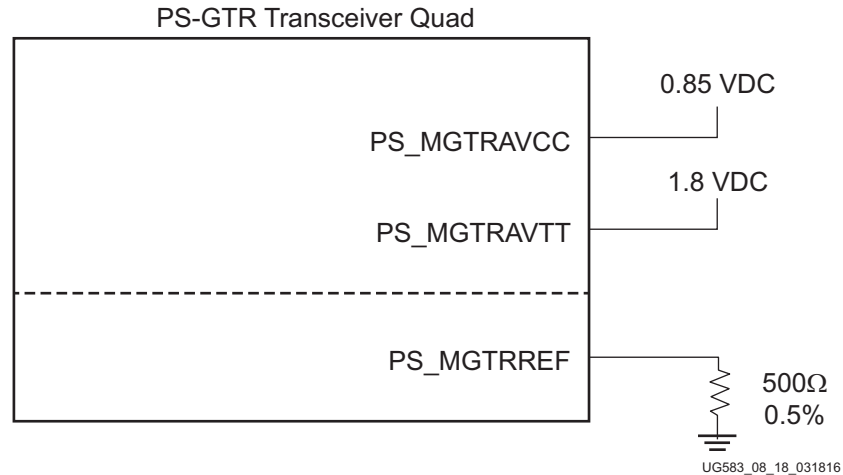 PS-GTR Transceiver Quad
0.85 VDC
PS_MGTRAVCC
1.8 VDC
PS_MGTRAVTT
PS_MGTRREF
500Ω
0.5%
UG583_08_18_031816